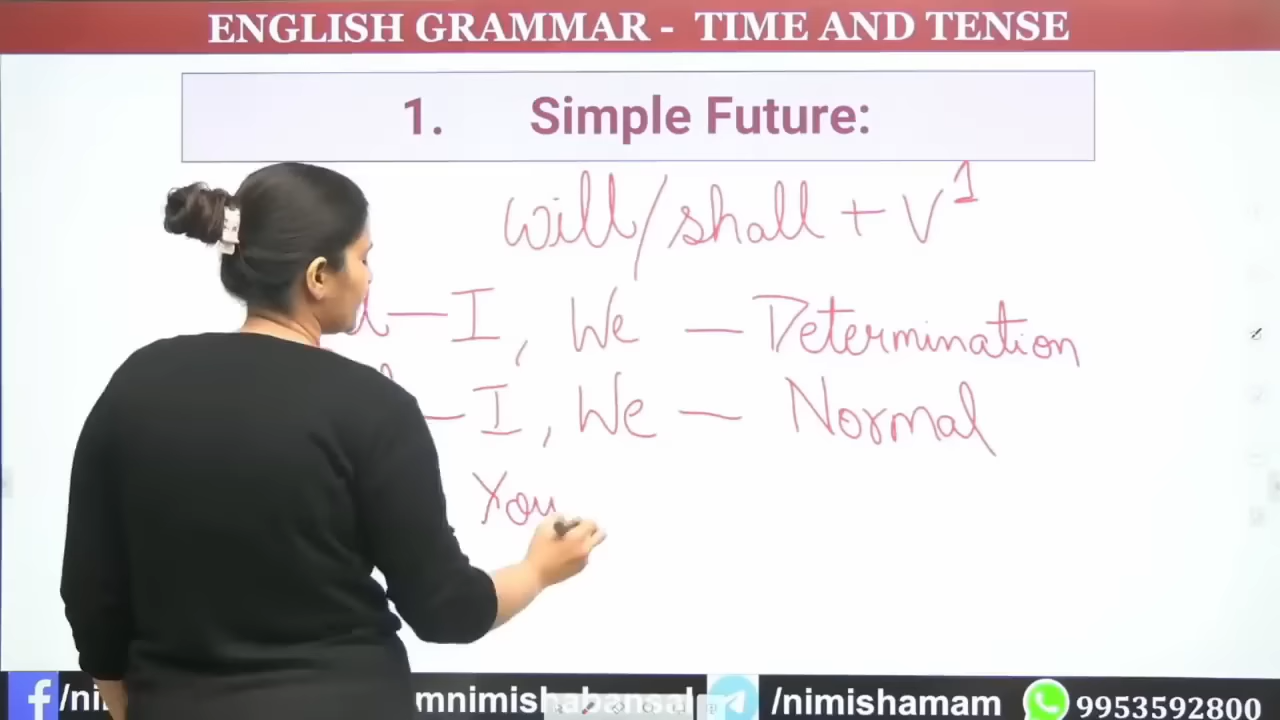 ENGLISH GRAMMAR - TIME AND TENSE
1. Simple Future:
will/shall + V1
— I, We — Determination
— I, We — Normal
You
/nimishamam
9953592800